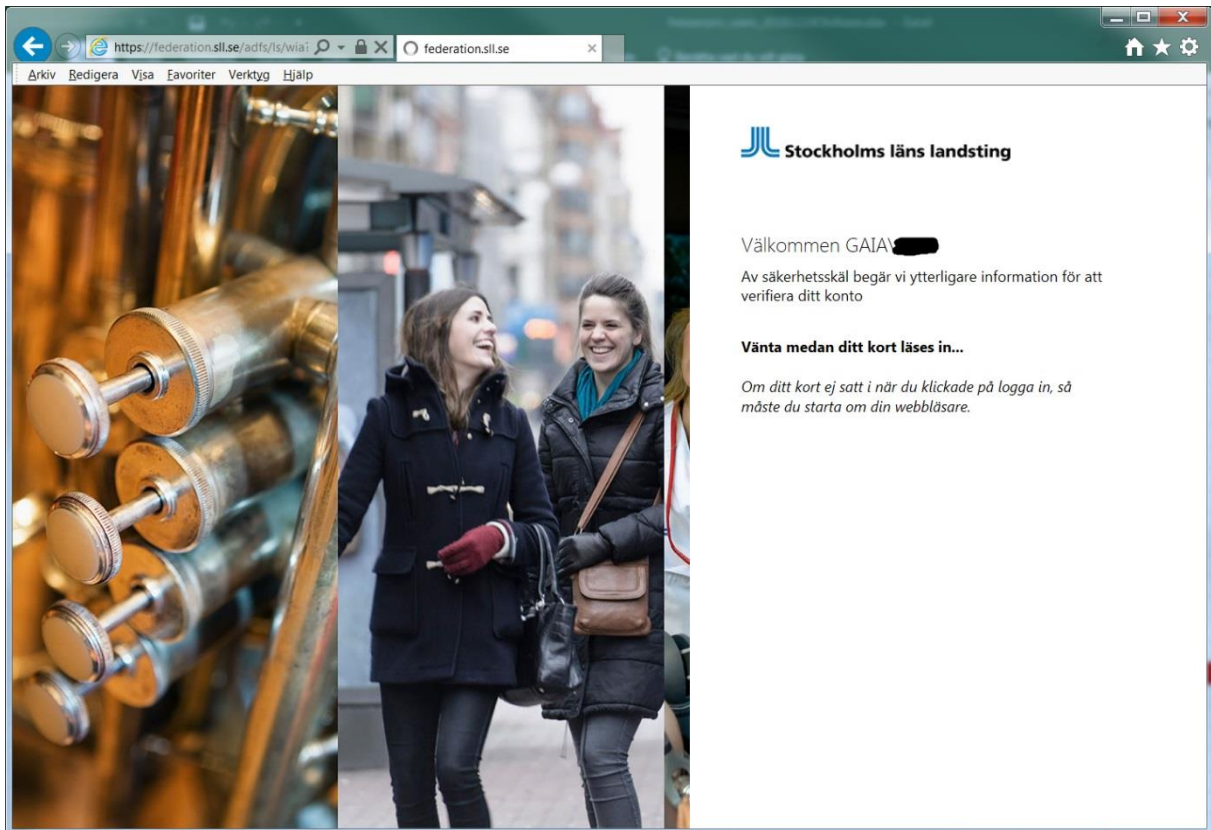 https://federation.sll.se/adfs/ls/wia
federation.sll.se
Arkiv Redigera Visa Favoriter Verktyg Hjälp
Stockholms läns landsting
Välkommen GAIA\
Av säkerhetsskäl begär vi ytterligare information för att
verifiera ditt konto
Vänta medan ditt kort läses in...
Om ditt kort ej satt i när du klickade på logga in, så
måste du starta om din webbläsare.